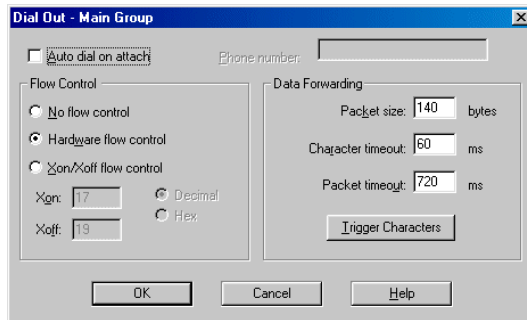 Dial Out - Main Group
Auto dial on attach
Phone number:
Flow Control
No flow control
Hardware flow control
Xon/Xoff flow control
Xon: 17
Decimal
Hex
Xoff: 19
Data Forwarding
Packet size: 140 bytes
Character timeout: 60 ms
Packet timeout: 720 ms
Trigger Characters
OK
Cancel
Help